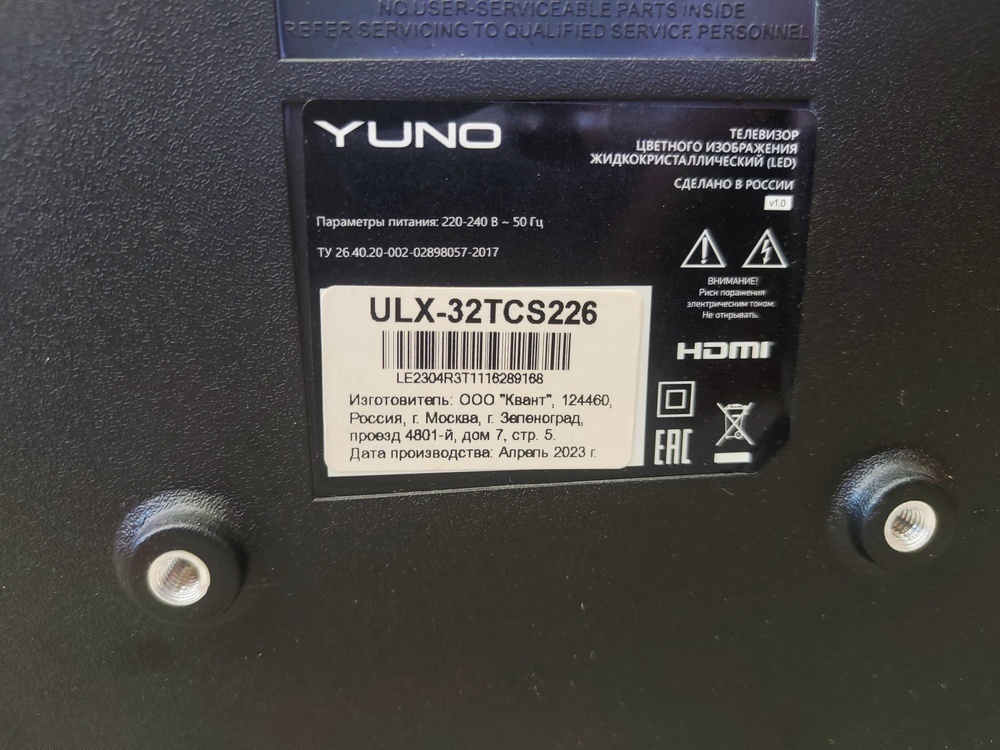 NO USER-SERVICEABLE PARTS INSIDE
REFER SERVICING TO QUALIFIED SERVICE PERSONNEL
YUNO
ТЕЛЕВИЗОР
ЦВЕТНОГО ИЗОБРАЖЕНИЯ
ЖИДКОКРИСТАЛЛИЧЕСКИЙ (LED)
СДЕЛАНО В РОССИИ
v1.0
Параметры питания: 220-240 В ~ 50 Гц
ТУ 26.40.20-002-02898057-2017
ВНИМАНИЕ!
Риск поражения
электрическим током.
Не открывать.
ULX-32TCS226
LE2304R3T1116289168
Изготовитель: ООО "Квант", 124460,
Россия, г. Москва, г. Зеленоград,
проезд 4801-й, дом 7, стр. 5.
Дата производства: Апрель 2023 г.
HDMI
EAC